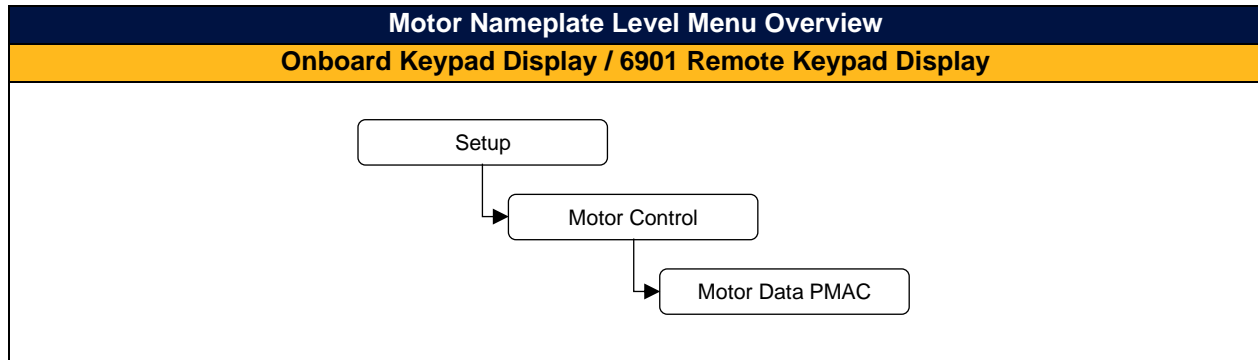 Motor Nameplate Level Menu Overview
Onboard Keypad Display / 6901 Remote Keypad Display
Setup
Motor Control
Motor Data PMAC